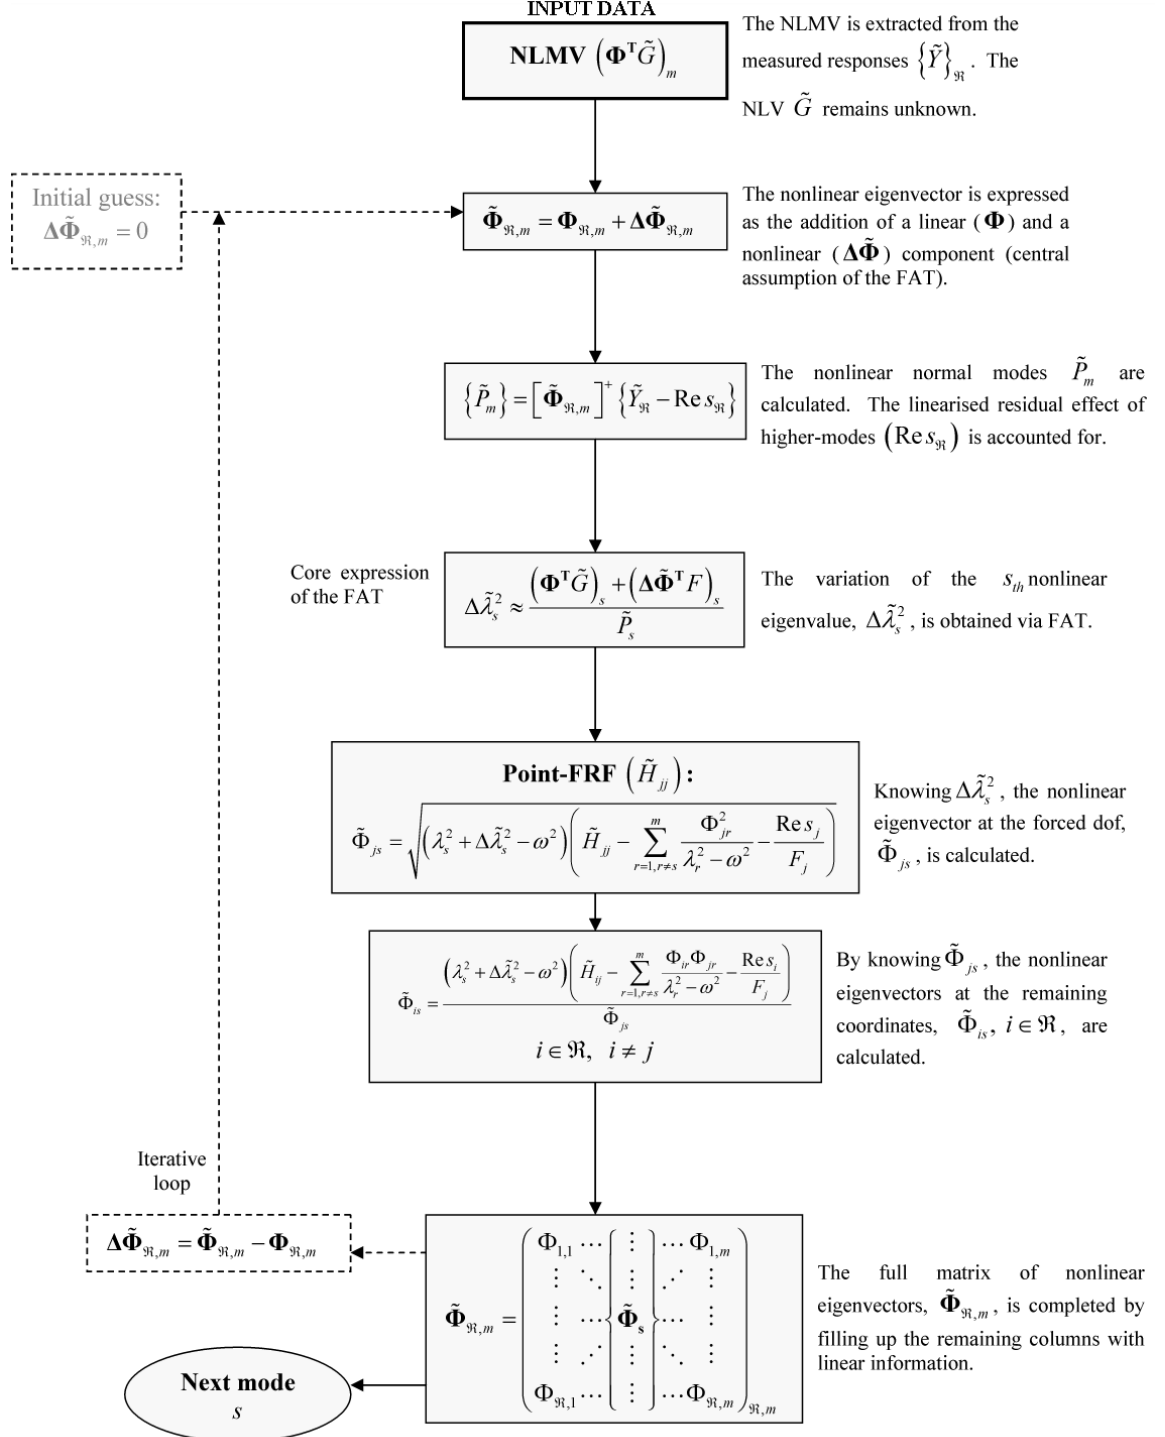 INPUT DATA
NLMV (Φ^T G̃)_m
The NLMV is extracted from the
measured responses {Ỹ}_ℜ . The
NLV G̃ remains unknown.
Initial guess:
ΔΦ̃_ℜ,m = 0
Φ̃_ℜ,m = Φ_ℜ,m + ΔΦ̃_ℜ,m
The nonlinear eigenvector is expressed
as the addition of a linear (Φ) and a
nonlinear (ΔΦ̃) component (central
assumption of the FAT).
{P̃_m} = [Φ̃_ℜ,m]^+ {Ỹ_ℜ − Re s_ℜ}
The nonlinear normal modes P̃_m are
calculated. The linearised residual effect of
higher-modes (Re s_ℜ) is accounted for.
Core expression
of the FAT
Δλ̃_s^2 ≈ ((Φ^T G̃)_s + (ΔΦ̃^T F)_s) / P̃_s
The variation of the s_th nonlinear
eigenvalue, Δλ̃_s^2 , is obtained via FAT.
Point-FRF (H̃_jj) :
Φ̃_js = √((λ_s^2 + Δλ̃_s^2 − ω^2)(H̃_jj − ∑_{r=1,r≠s}^{m} Φ_jr^2 / (λ_r^2 − ω^2) − Re s_j / F_j))
Knowing Δλ̃_s^2 , the nonlinear
eigenvector at the forced dof,
Φ̃_js , is calculated.
Φ̃_is = (λ_s^2 + Δλ̃_s^2 − ω^2)(H̃_ij − ∑_{r=1,r≠s}^{m} Φ_ir Φ_jr / (λ_r^2 − ω^2) − Re s_i / F_j) / Φ̃_js
i ∈ ℜ, i ≠ j
By knowing Φ̃_js , the nonlinear
eigenvectors at the remaining
coordinates, Φ̃_is, i ∈ ℜ, are
calculated.
Iterative
loop
ΔΦ̃_ℜ,m = Φ̃_ℜ,m − Φ_ℜ,m
Φ_1,1 ⋯ ⋮ ⋯ Φ_1,m
⋮ ⋱ ⋮ ⋰ ⋮
Φ̃_ℜ,m = ⋮ ⋯ Φ̃_s ⋯ ⋮
⋮ ⋰ ⋮ ⋱ ⋮
Φ_ℜ,1 ⋯ ⋮ ⋯ Φ_ℜ,m ℜ,m
The full matrix of nonlinear
eigenvectors, Φ̃_ℜ,m , is completed by
filling up the remaining columns with
linear information.
Next mode
s